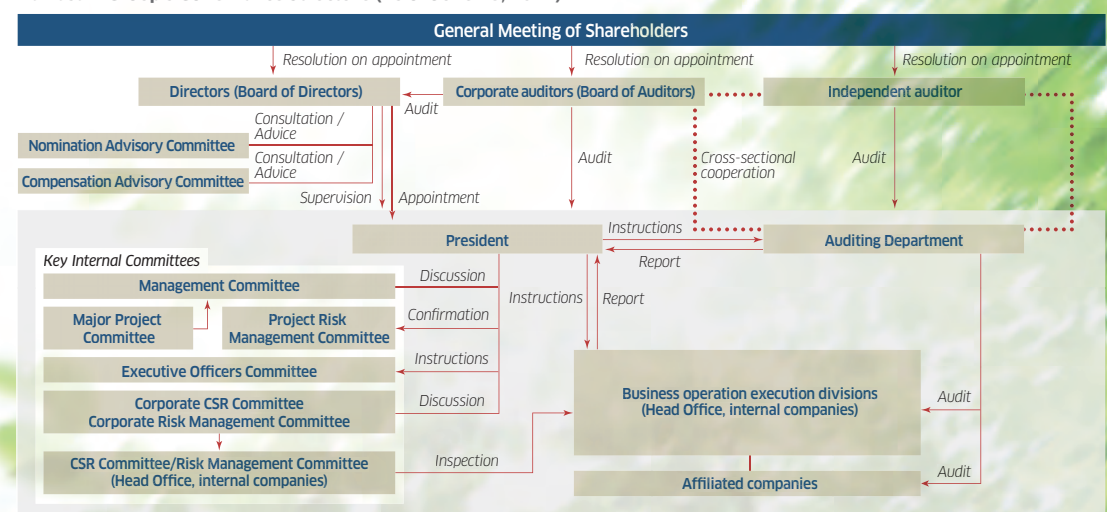 General Meeting of Shareholders
Resolution on appointment
Resolution on appointment
Resolution on appointment
Directors (Board of Directors)
Corporate auditors (Board of Auditors)
Independent auditor
Audit
Consultation /
Advice
Nomination Advisory Committee
Consultation /
Advice
Compensation Advisory Committee
Audit
Cross-sectional
cooperation
Audit
Supervision
Appointment
President
Instructions
Report
Auditing Department
Key Internal Committees
Management Committee
Discussion
Major Project
Committee
Project Risk
Management Committee
Confirmation
Instructions
Report
Executive Officers Committee
Instructions
Corporate CSR Committee
Corporate Risk Management Committee
Discussion
Business operation execution divisions
(Head Office, internal companies)
Audit
CSR Committee/Risk Management Committee
(Head Office, internal companies)
Inspection
Affiliated companies
Audit